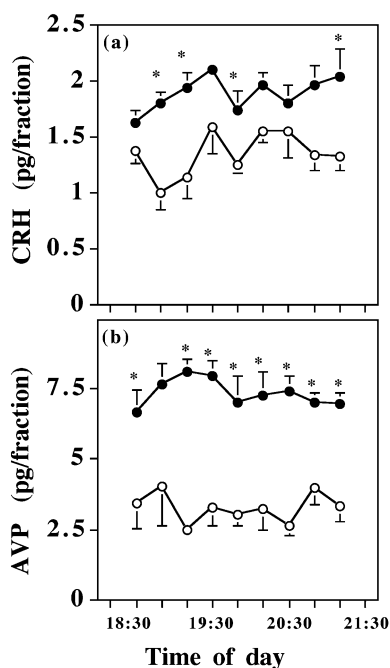 2.5
(a)
* * * *
2
1.5
1
0.5
0
CRH (pg/fraction)
(b)
* * * * * * * *
7.5
5
2.5
0
AVP (pg/fraction)
18:30 19:30 20:30 21:30
Time of day